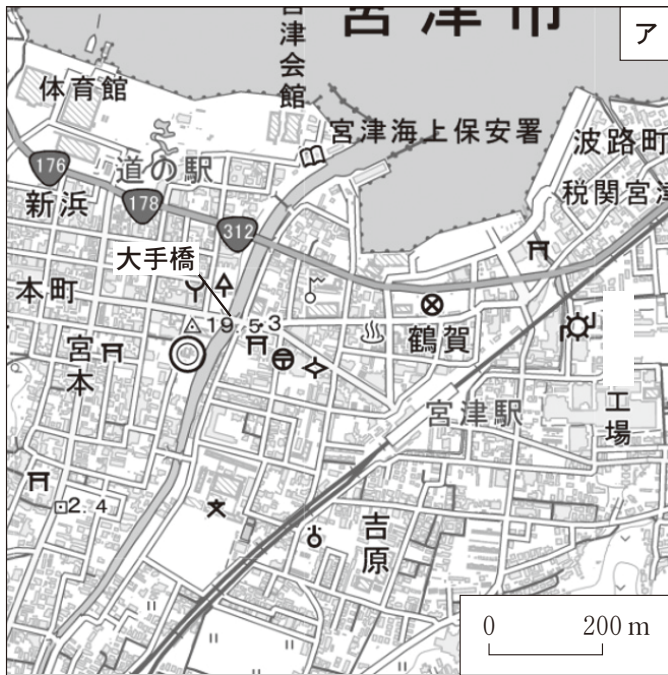 宮津市
ア
宮津会館
体育館
宮津海上保安署
波路町
176
道の駅
税関宮津
新浜
178
312
大手橋
本町
19.5
3
鶴賀
宮本
宮津駅
工場
2.4
吉原
0 200 m